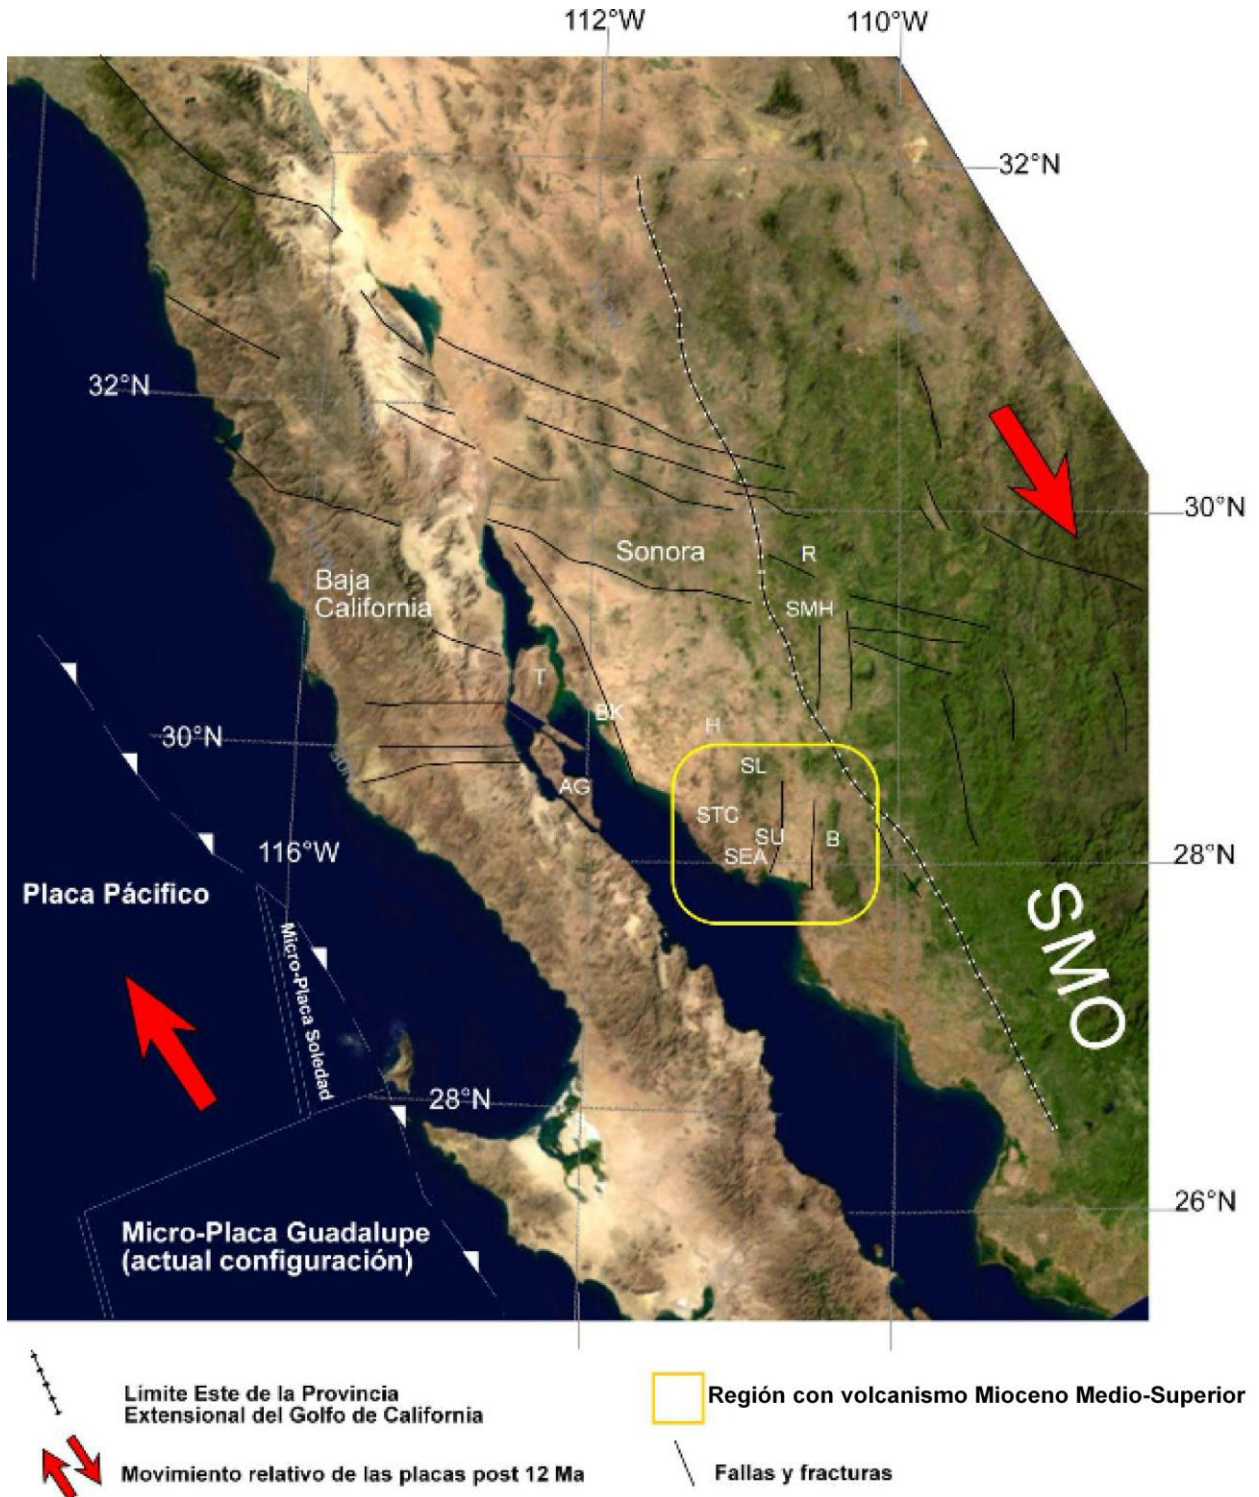 112°W
110°W
32°N
32°N
30°N
Sonora
R
Baja
California
SMH
T
BK
H
30°N
SL
AG
STC
SU
B
SEA
28°N
116°W
Placa Pácifico
SMO
Micro-Placa Soledad
28°N
26°N
Micro-Placa Guadalupe
(actual configuración)
Límite Este de la Provincia
Extensional del Golfo de California
Región con volcanismo Mioceno Medio-Superior
Movimiento relativo de las placas post 12 Ma
Fallas y fracturas